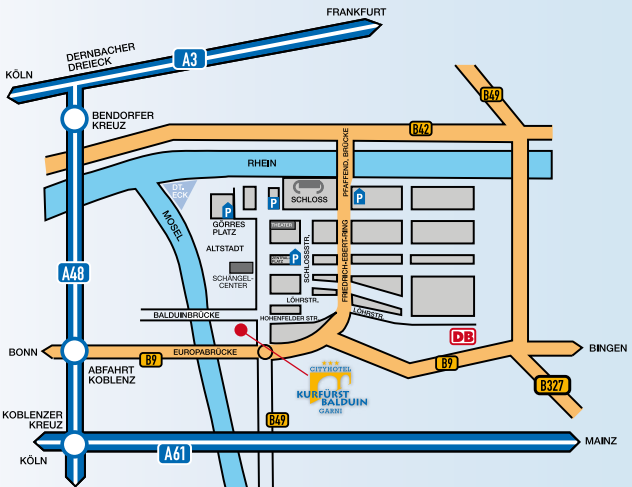 FRANKFURT
DERNBACHER
DREIECK
A3
KÖLN
B49
BENDORFER
KREUZ
B42
RHEIN
PFAFFEND. BRÜCKE
DT.
ECK
SCHLOSS
P
P
P
MOSEL
GÖRRES
PLATZ
THEATER
ALTSTADT
SCHLOSSSTR.
FRIEDRICH-EBERT-RING
P
A48
SCHÄNGEL-
CENTER
LÖHRSTR.
BALDUINBRÜCKE
HOHENFELDER STR.
LÖHRSTR.
DB
BONN
B9
EUROPABRÜCKE
B9
BINGEN
ABFAHRT
KOBLENZ
CITYHOTEL
KURFÜRST
BALDUIN
GARNI
B327
KOBLENZER
KREUZ
B49
A61
MAINZ
KÖLN